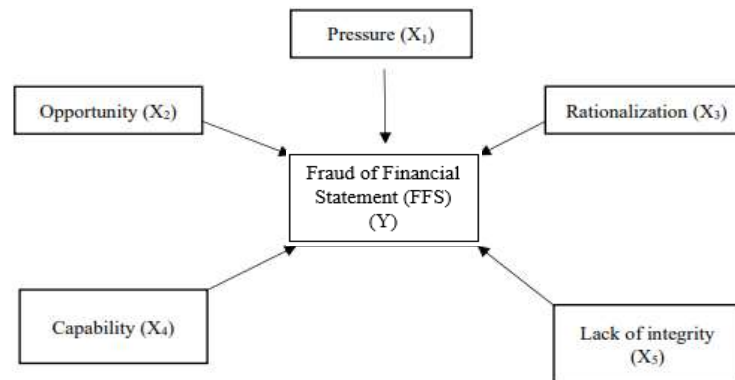 Pressure (X₁)
Opportunity (X₂)
Rationalization (X₃)
Fraud of Financial
Statement (FFS)
(Y)
Capability (X₄)
Lack of integrity
(X₅)